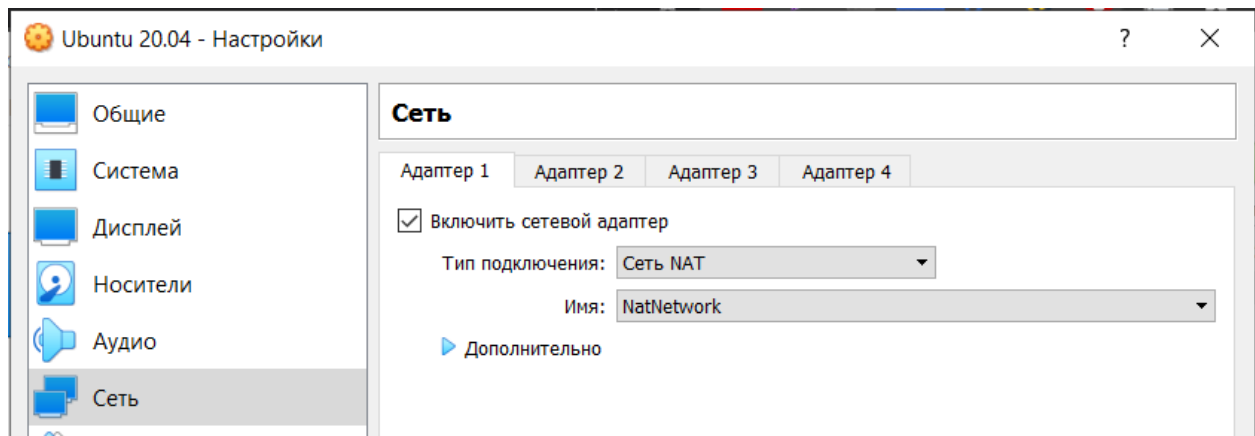 Ubuntu 20.04 - Настройки ?
Общие
Система
Дисплей
Носители
Аудио
Сеть
Сеть
Адаптер 1 Адаптер 2 Адаптер 3 Адаптер 4
Включить сетевой адаптер
Тип подключения: Сеть NAT
Имя: NatNetwork
Дополнительно